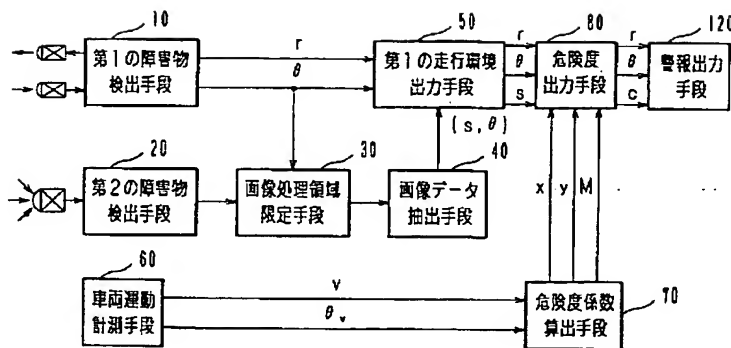 10
第1の障害物
検出手段
r
θ
50
第1の走行環境
出力手段
r
θ
s
80
危険度
出力手段
r
θ
c
120
警報出力
手段
(s,θ)
20
第2の障害物
検出手段
30
画像処理領域
限定手段
40
画像データ
抽出手段
x
y
M
60
車両運動
計測手段
v
θv
危険度係数
算出手段
70